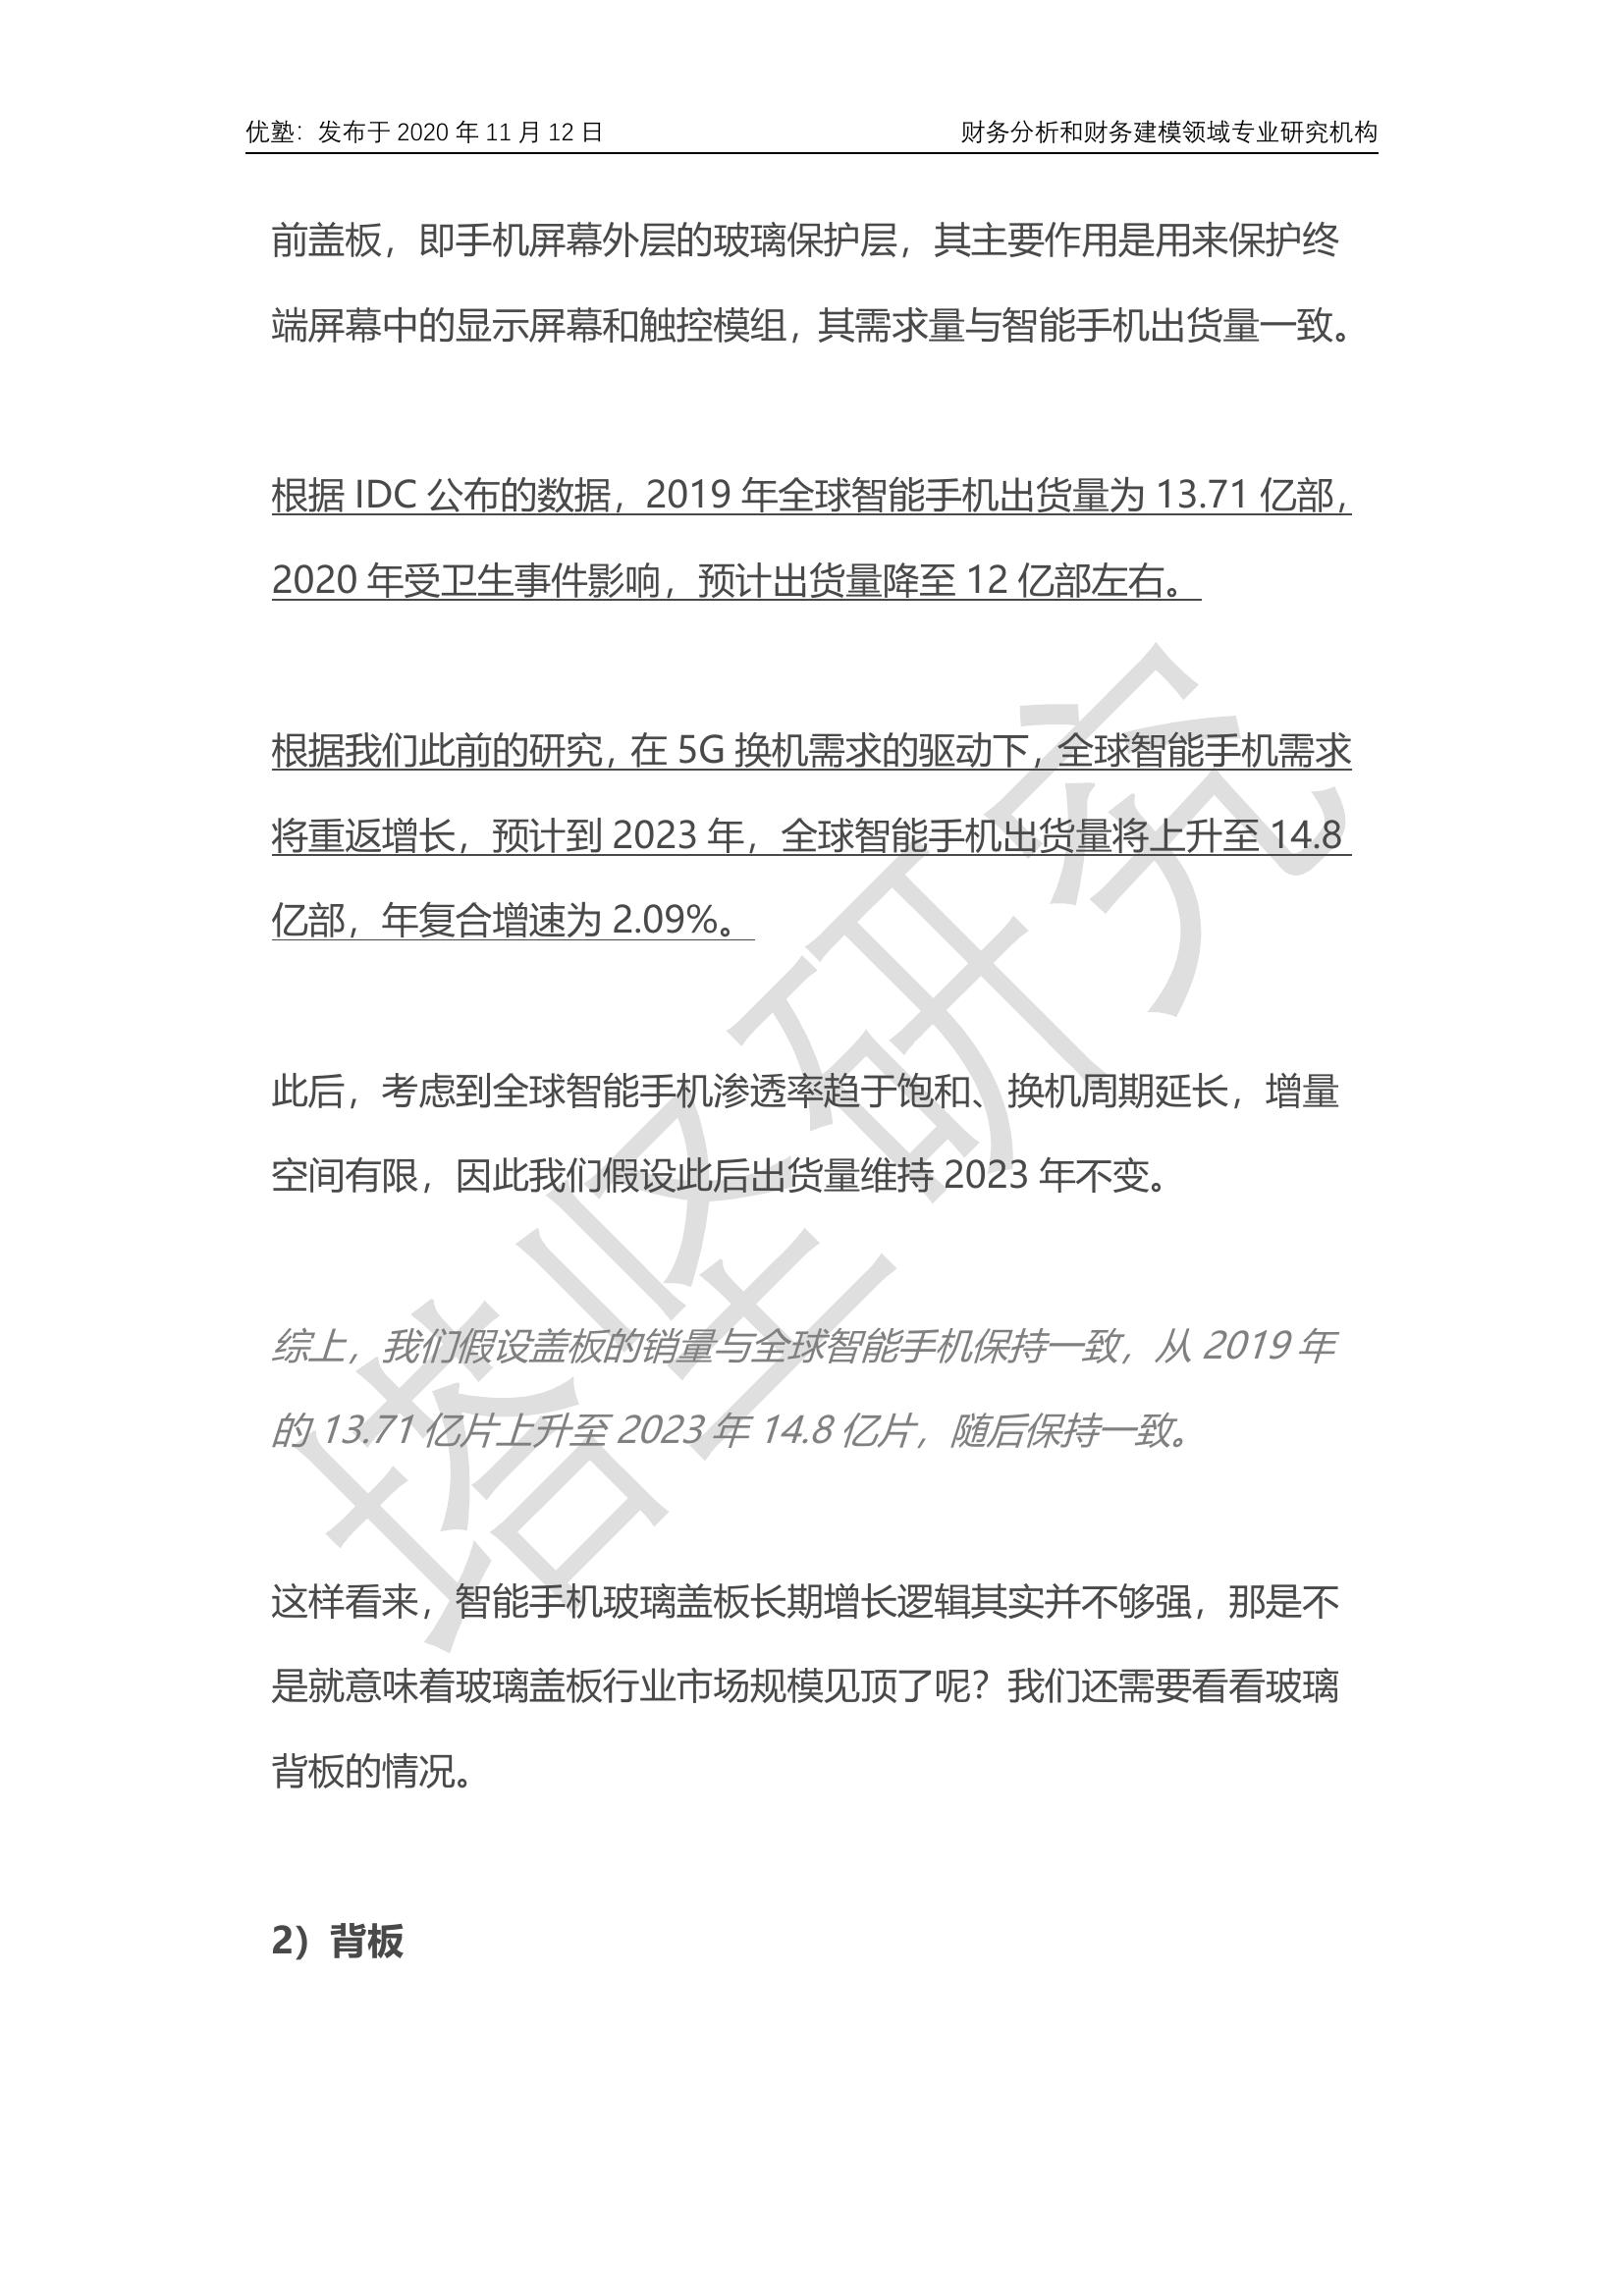 优塾：发布于 2020 年 11 月 12 日 财务分析和财务建模领域专业研究机构
前盖板，即手机屏幕外层的玻璃保护层，其主要作用是用来保护终
端屏幕中的显示屏幕和触控模组，其需求量与智能手机出货量一致。
根据 IDC 公布的数据，2019 年全球智能手机出货量为 13.71 亿部，
2020 年受卫生事件影响，预计出货量降至 12 亿部左右。
根据我们此前的研究，在 5G 换机需求的驱动下，全球智能手机需求
将重返增长，预计到 2023 年，全球智能手机出货量将上升至 14.8
亿部，年复合增速为 2.09%。
此后，考虑到全球智能手机渗透率趋于饱和、换机周期延长，增量
空间有限，因此我们假设此后出货量维持 2023 年不变。
综上，我们假设盖板的销量与全球智能手机保持一致，从 2019 年
的 13.71 亿片上升至 2023 年 14.8 亿片，随后保持一致。
这样看来，智能手机玻璃盖板长期增长逻辑其实并不够强，那是不
是就意味着玻璃盖板行业市场规模见顶了呢？我们还需要看看玻璃
背板的情况。
2）背板
塔坚研究